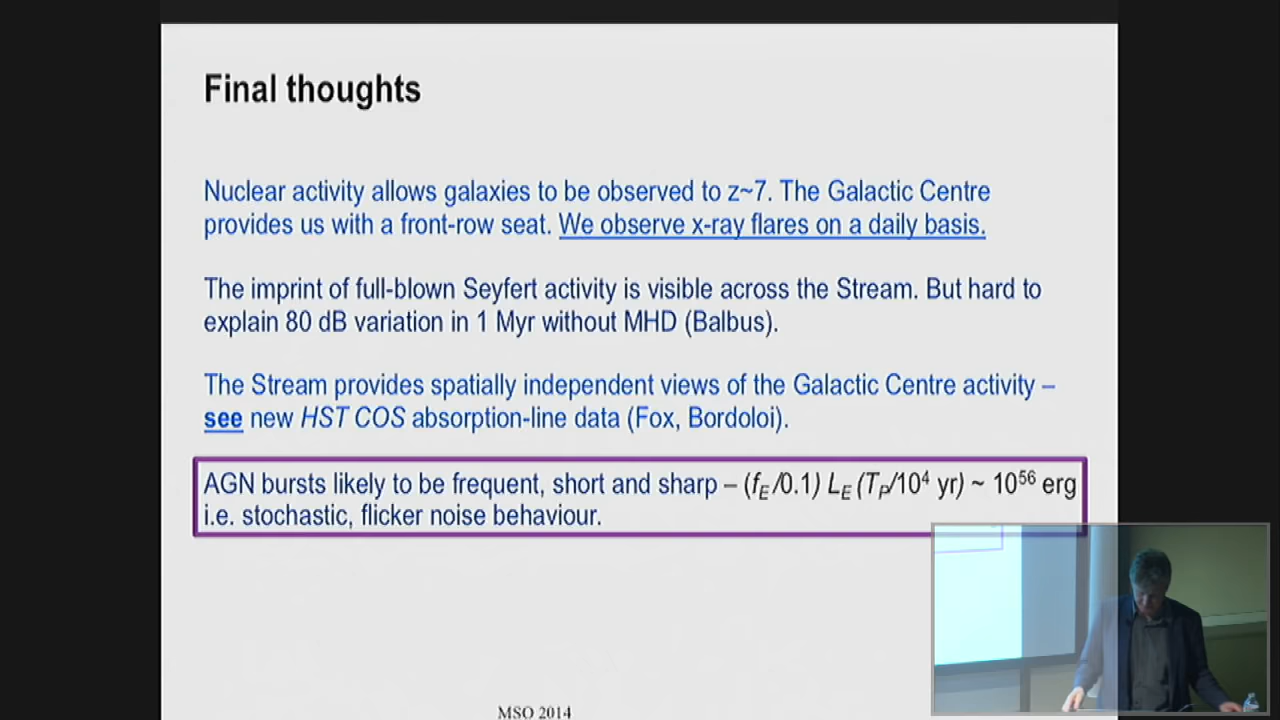 Final thoughts
Nuclear activity allows galaxies to be observed to z~7. The Galactic Centre
provides us with a front-row seat. We observe x-ray flares on a daily basis.
The imprint of full-blown Seyfert activity is visible across the Stream. But hard to
explain 80 dB variation in 1 Myr without MHD (Balbus).
The Stream provides spatially independent views of the Galactic Centre activity –
see new HST COS absorption-line data (Fox, Bordoloi).
AGN bursts likely to be frequent, short and sharp – (f_E/0.1) L_E (T_P/10⁴ yr) ~ 10⁵⁶ erg
i.e. stochastic, flicker noise behaviour.
MSO 2014